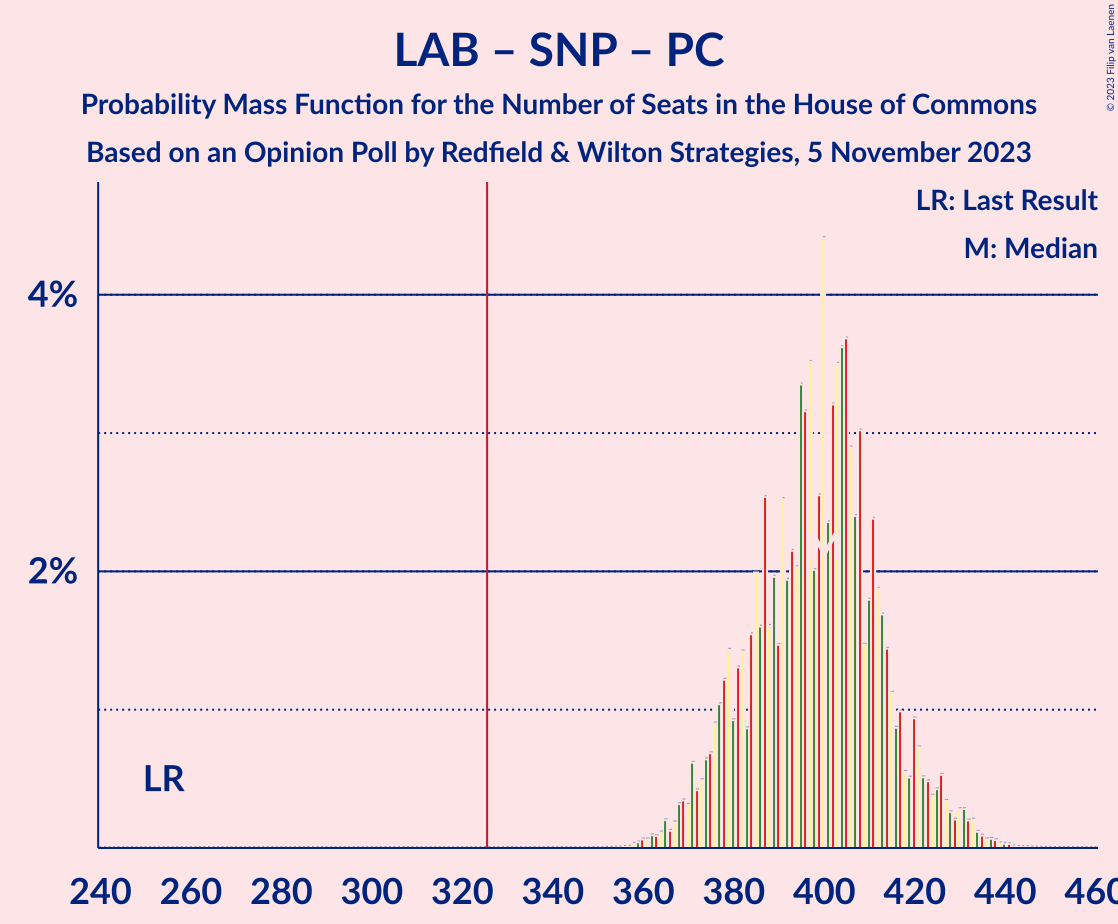 LAB – SNP – PC
Probability Mass Function for the Number of Seats in the House of Commons
Based on an Opinion Poll by Redfield & Wilton Strategies, 5 November 2023
© 2023 Filip van Laenen
LR: Last Result
M: Median
4%
2%
LR
240 260 280 300 320 340 360 380 400 420 440 460